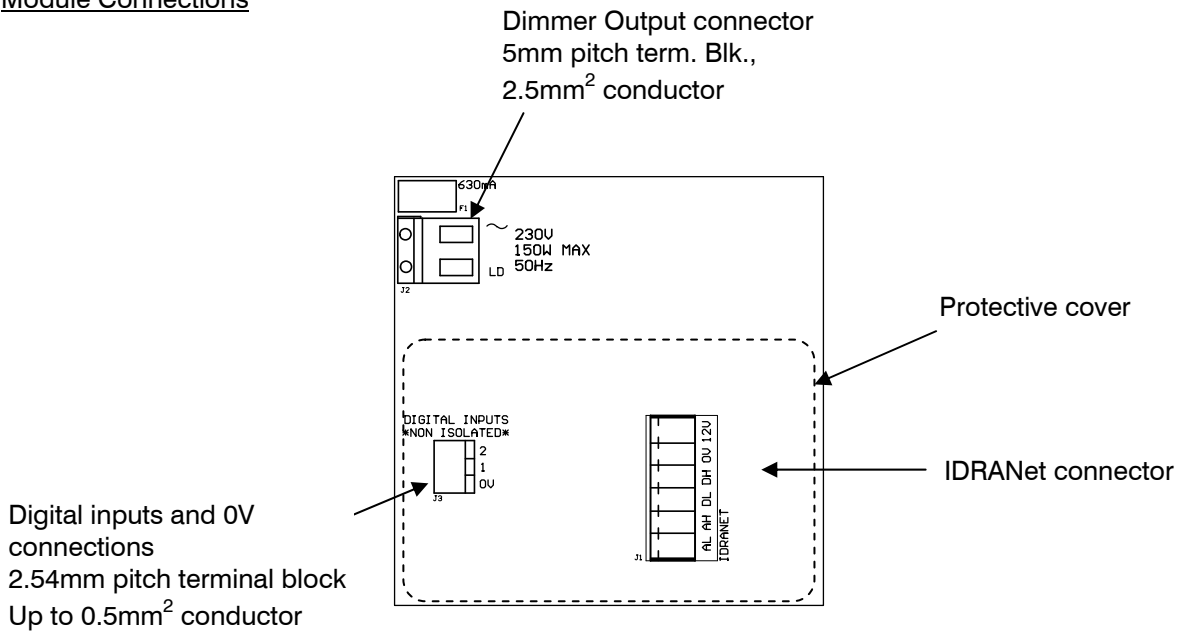 Module Connections
Dimmer Output connector
5mm pitch term. Blk.,
2.5mm² conductor
630mA
F1
230V
150W MAX
LD 50Hz
J2
Protective cover
DIGITAL INPUTS
*NON ISOLATED*
2
1
0V
J3
AL AH DL DH 0V 12V
IDRANET
J1
IDRANet connector
Digital inputs and 0V
connections
2.54mm pitch terminal block
Up to 0.5mm² conductor